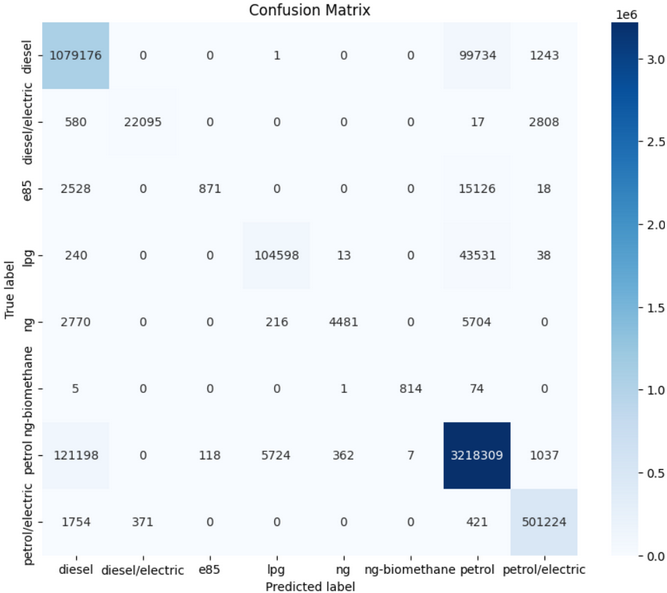 Confusion Matrix
1e6
diesel 1079176 0 0 1 0 0 99734 1243
diesel/electric 580 22095 0 0 0 0 17 2808
e85 2528 0 871 0 0 0 15126 18
lpg 240 0 0 104598 13 0 43531 38
ng 2770 0 0 216 4481 0 5704 0
ng-biomethane 5 0 0 0 1 814 74 0
petrol 121198 0 118 5724 362 7 3218309 1037
petrol/electric 1754 371 0 0 0 0 421 501224
True label
diesel diesel/electric e85 lpg ng ng-biomethane petrol petrol/electric
Predicted label
3.0
2.5
2.0
1.5
1.0
0.5
0.0